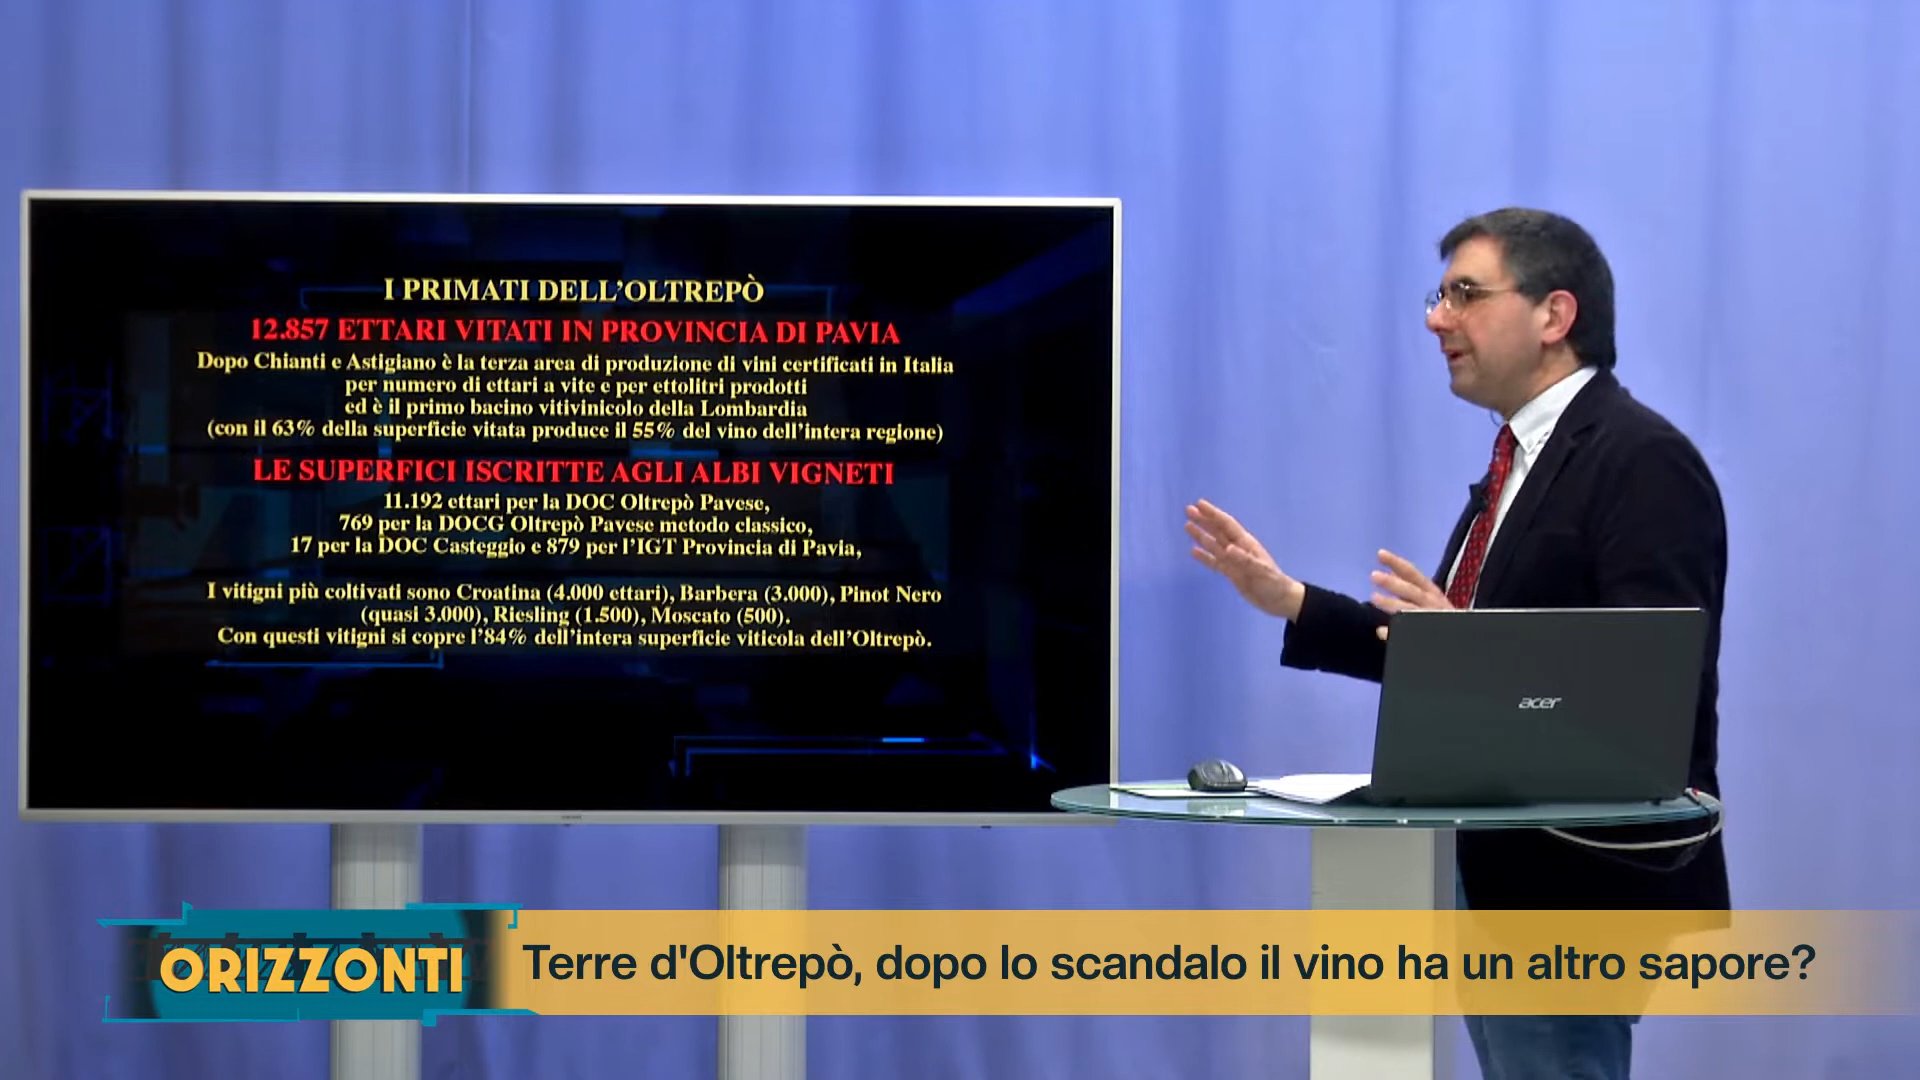 I PRIMATI DELL'OLTREPÒ
12.857 ETTARI VITATI IN PROVINCIA DI PAVIA
Dopo Chianti e Astigiano è la terza area di produzione di vini certificati in Italia
per numero di ettari a vite e per ettolitri prodotti
ed è il primo bacino vitivinicolo della Lombardia
(con il 63% della superficie vitata produce il 55% del vino dell'intera regione)
LE SUPERFICI ISCRITTE AGLI ALBI VIGNETI
11.192 ettari per la DOC Oltrepò Pavese,
769 per la DOCG Oltrepò Pavese metodo classico,
17 per la DOC Casteggio e 879 per l'IGT Provincia di Pavia,
I vitigni più coltivati sono Croatina (4.000 ettari), Barbera (3.000), Pinot Nero
(quasi 3.000), Riesling (1.500), Moscato (500).
Con questi vitigni si copre l'84% dell'intera superficie viticola dell'Oltrepò.
acer
ORIZZONTI
Terre d'Oltrepò, dopo lo scandalo il vino ha un altro sapore?